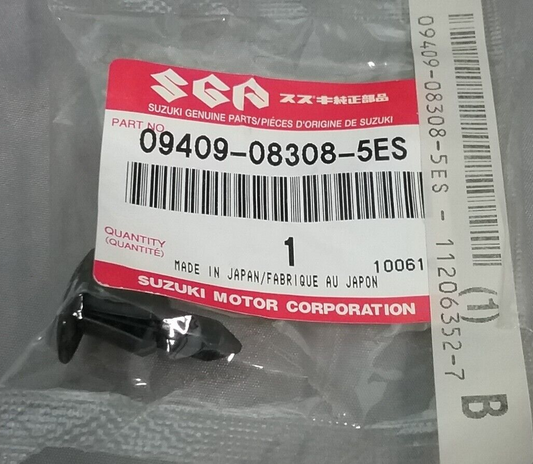 SGP スズキ純正部品
SUZUKI GENUINE PARTS/PIÈCES D'ORIGINE DE SUZUKI
PART NO.
09409-08308-5ES
QUANTITY
(QUANTITÉ)
1
10061
MADE IN JAPAN/FABRIQUE AU JAPON
SUZUKI MOTOR CORPORATION
09409-08308-5ES - 11206352-7
(1)
B